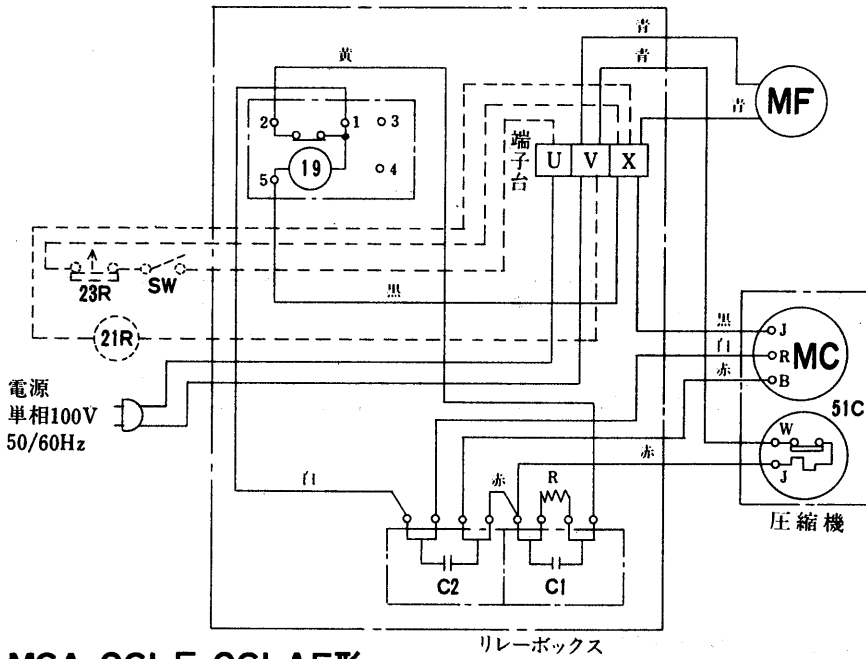 青
青
黄
MF
青
2
1
3
端子台
U V X
19
5
4
23R
SW
黒
21R
黒
J
白
R
MC
赤
B
電源
単相100V
50/60Hz
51C
W
赤
J
白
赤
R
圧縮機
C2
C1
リレーボックス